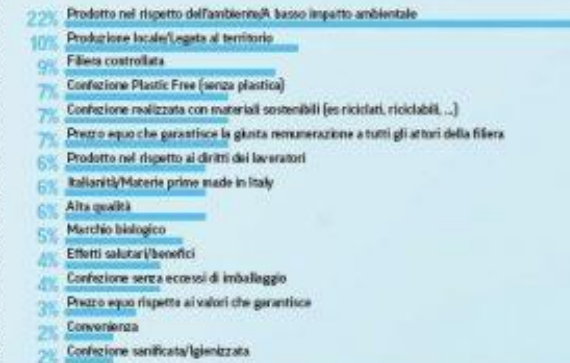 22% Prodotto nel rispetto dell'ambiente/A basso impatto ambientale
10% Produzione locale/Legata al territorio
9% Filiera controllata
7% Confezione Plastic Free (senza plastica)
7% Confezione realizzata con materiali sostenibili (es riciclati, riciclabili, ...)
7% Prezzo equo che garantisce la giusta remunerazione a tutti gli attori della filiera
6% Prodotto nel rispetto ai diritti dei lavoratori
6% Italianità/Materie prime made in Italy
6% Alta qualità
5% Marchio biologico
4% Effetti salutari/benefici
4% Confezione senza eccessi di imballaggio
3% Prezzo equo rispetto ai valori che garantisce
2% Convenienza
2% Confezione sanificata/Igienizzata